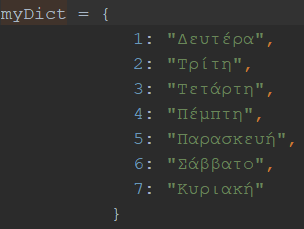 myDict = {
1: "Δευτέρα",
2: "Τρίτη",
3: "Τετάρτη",
4: "Πέμπτη",
5: "Παρασκευή",
6: "Σάββατο",
7: "Κυριακή"
}